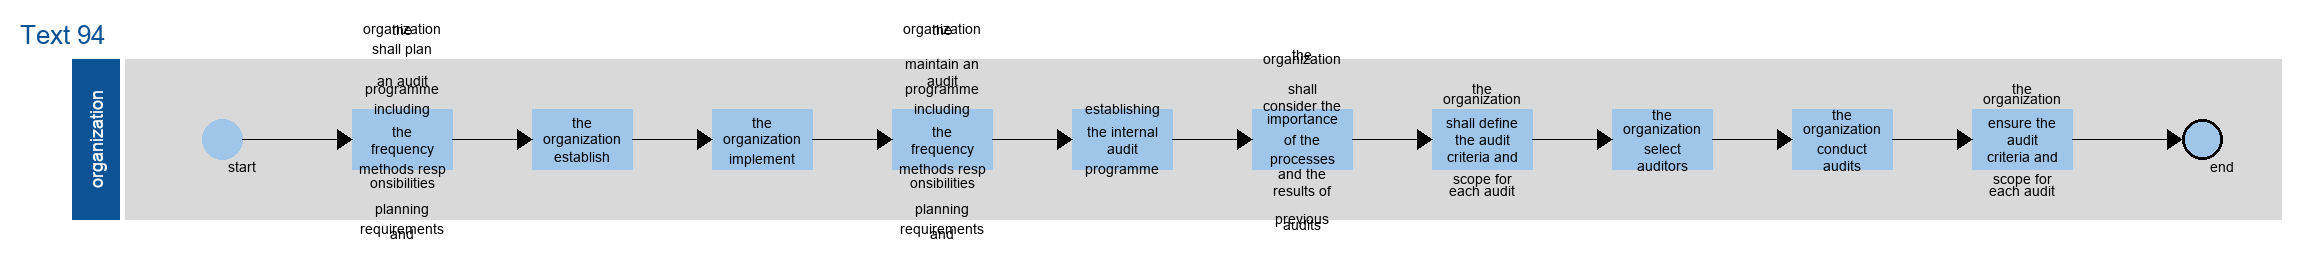 Text 94
organization
start
the
organization
shall plan
an audit
programme
including
the
frequency
methods resp
onsibilities
planning
requirements
and
the
organization
establish
the
organization
implement
the
organization
maintain an
audit
programme
including
the
frequency
methods resp
onsibilities
planning
requirements
and
establishing
the internal
audit
programme
the
organization
shall
consider the
importance
of the
processes
and the
results of
previous
audits
the
organization
shall define
the audit
criteria and
scope for
each audit
the
organization
select
auditors
the
organization
conduct
audits
the
organization
ensure the
audit
criteria and
scope for
each audit
end